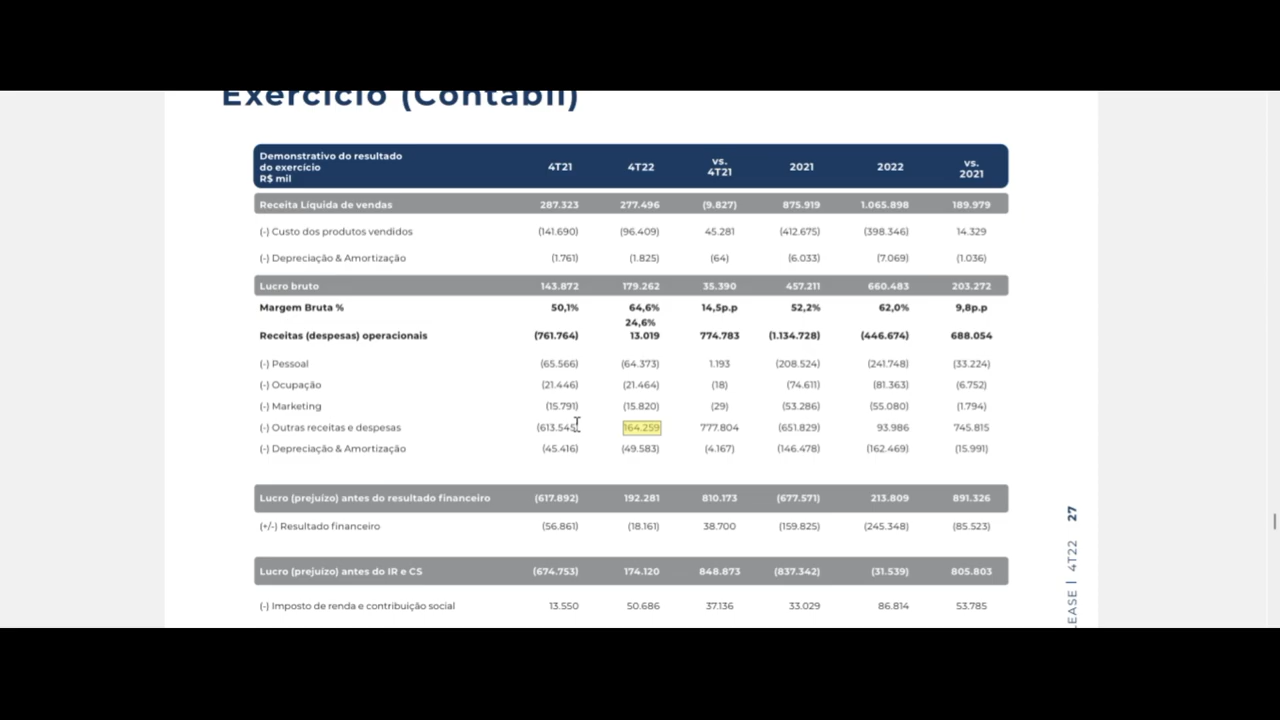 Exercício (Contábil)
Demonstrativo do resultado
do exercício
R$ mil
4T21 4T22 vs. 4T21 2021 2022 vs. 2021
Receita Líquida de vendas 287.323 277.496 (9.827) 875.919 1.065.898 189.979
(-) Custo dos produtos vendidos (141.690) (96.409) 45.281 (412.675) (398.346) 14.329
(-) Depreciação & Amortização (1.761) (1.825) (64) (6.033) (7.069) (1.036)
Lucro bruto 143.872 179.262 35.390 457.211 660.483 203.272
Margem Bruta % 50,1% 64,6% 14,5p.p 52,2% 62,0% 9,8p.p
24,6%
Receitas (despesas) operacionais (761.764) 13.019 774.783 (1.134.728) (446.674) 688.054
(-) Pessoal (65.566) (64.373) 1.193 (208.524) (241.748) (33.224)
(-) Ocupação (21.446) (21.464) (18) (74.611) (81.363) (6.752)
(-) Marketing (15.791) (15.820) (29) (53.286) (55.080) (1.794)
(-) Outras receitas e despesas (613.545) 164.259 777.804 (651.829) 93.986 745.815
(-) Depreciação & Amortização (45.416) (49.583) (4.167) (146.478) (162.469) (15.991)
Lucro (prejuízo) antes do resultado financeiro (617.892) 192.281 810.173 (677.571) 213.809 891.326
(+/-) Resultado financeiro (56.861) (18.161) 38.700 (159.825) (245.348) (85.523)
Lucro (prejuízo) antes do IR e CS (674.753) 174.120 848.873 (837.342) (31.539) 805.803
(-) Imposto de renda e contribuição social 13.550 50.686 37.136 33.029 86.814 53.785
LEASE | 4T22 27